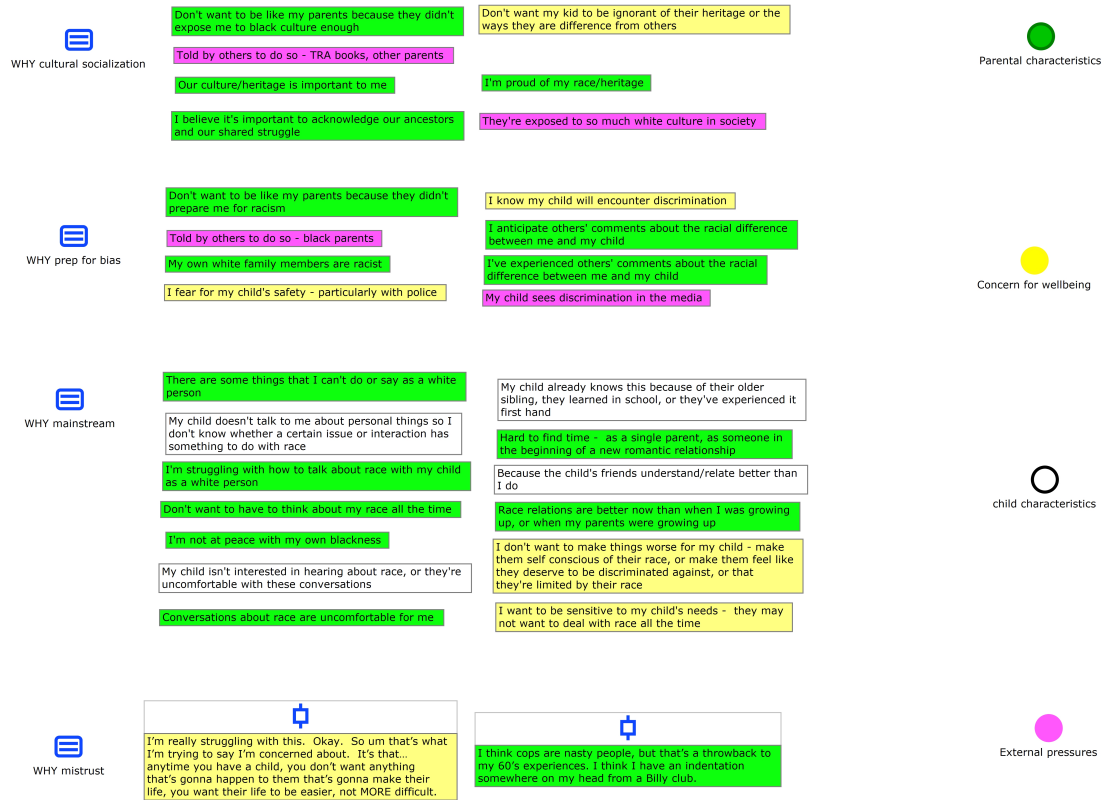 Don't want to be like my parents because they didn't
expose me to black culture enough
Don't want my kid to be ignorant of their heritage or the
ways they are difference from others
WHY cultural socialization
Told by others to do so - TRA books, other parents
Parental characteristics
Our culture/heritage is important to me
I'm proud of my race/heritage
I believe it's important to acknowledge our ancestors
and our shared struggle
They're exposed to so much white culture in society
Don't want to be like my parents because they didn't
prepare me for racism
I know my child will encounter discrimination
WHY prep for bias
Told by others to do so - black parents
I anticipate others' comments about the racial difference
between me and my child
My own white family members are racist
I've experienced others' comments about the racial
difference between me and my child
Concern for wellbeing
I fear for my child's safety - particularly with police
My child sees discrimination in the media
WHY mainstream
There are some things that I can't do or say as a white
person
My child already knows this because of their older
sibling, they learned in school, or they've experienced it
first hand
My child doesn't talk to me about personal things so I
don't know whether a certain issue or interaction has
something to do with race
Hard to find time -  as a single parent, as someone in
the beginning of a new romantic relationship
I'm struggling with how to talk about race with my child
as a white person
Because the child's friends understand/relate better than
I do
child characteristics
Don't want to have to think about my race all the time
Race relations are better now than when I was growing
up, or when my parents were growing up
I'm not at peace with my own blackness
I don't want to make things worse for my child - make
them self conscious of their race, or make them feel like
they deserve to be discriminated against, or that
they're limited by their race
My child isn't interested in hearing about race, or they're
uncomfortable with these conversations
Conversations about race are uncomfortable for me
I want to be sensitive to my child's needs -  they may
not want to deal with race all the time
WHY mistrust
I'm really struggling with this.  Okay.  So um that's what
I'm trying to say I'm concerned about.  It's that…
anytime you have a child, you don't want anything
that's gonna happen to them that's gonna make their
life, you want their life to be easier, not MORE difficult.
I think cops are nasty people, but that's a throwback to
my 60's experiences. I think I have an indentation
somewhere on my head from a Billy club.
External pressures